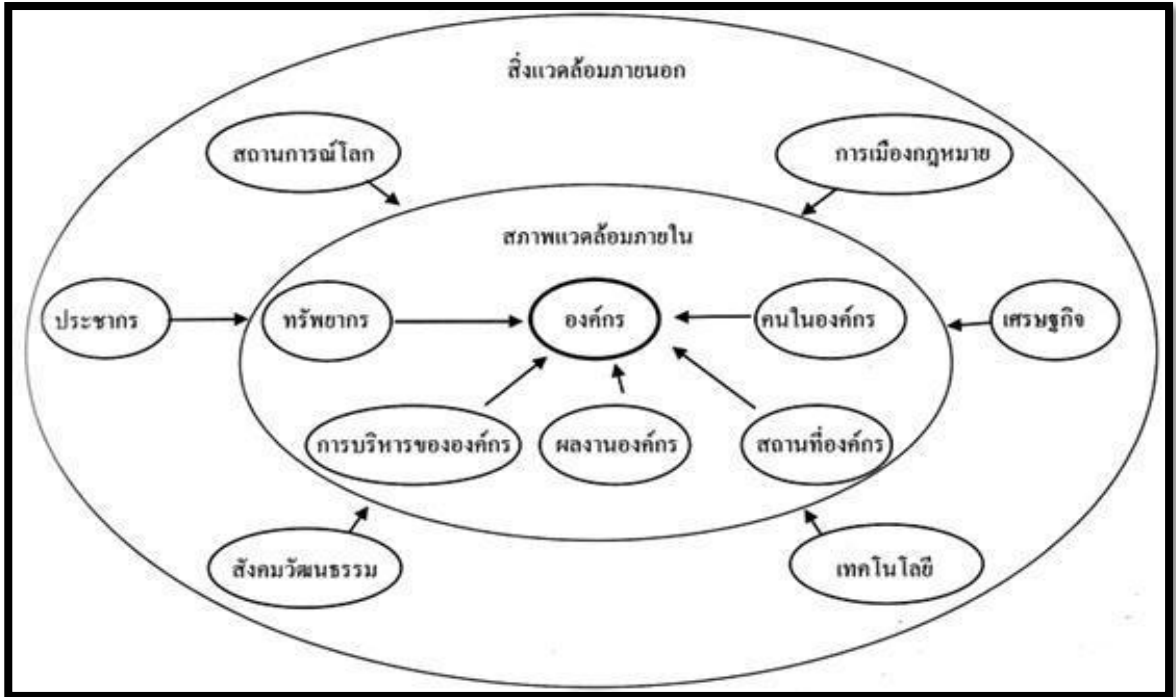 สิ่งแวดล้อมภายนอก
สถานการณ์โลก
การเมืองกฎหมาย
สภาพแวดล้อมภายใน
ประชากร
ทรัพยากร
องค์กร
คนในองค์กร
เศรษฐกิจ
การบริหารขององค์กร
ผลงานองค์กร
สถานที่องค์กร
สังคมวัฒนธรรม
เทคโนโลยี